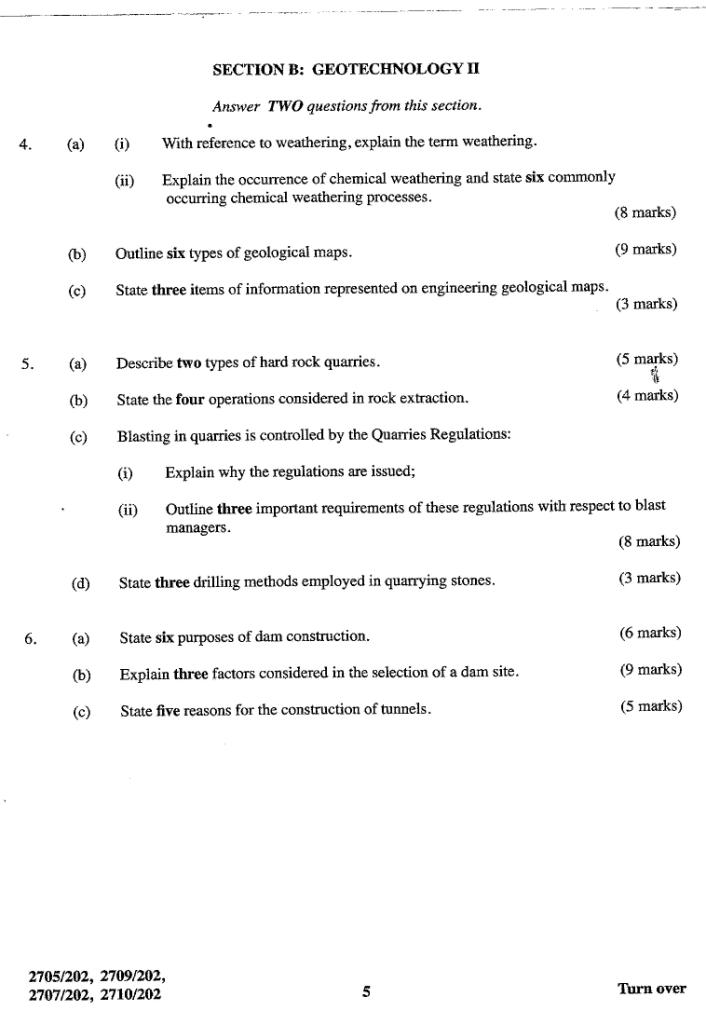 SECTION B: GEOTECHNOLOGY II
Answer TWO questions from this section.
4. (a) (i) With reference to weathering, explain the term weathering.
(ii) Explain the occurrence of chemical weathering and state six commonly
occurring chemical weathering processes.
(8 marks)
(b) Outline six types of geological maps. (9 marks)
(c) State three items of information represented on engineering geological maps.
(3 marks)
5. (a) Describe two types of hard rock quarries. (5 marks)
(b) State the four operations considered in rock extraction. (4 marks)
(c) Blasting in quarries is controlled by the Quarries Regulations:
(i) Explain why the regulations are issued;
(ii) Outline three important requirements of these regulations with respect to blast
managers.
(8 marks)
(d) State three drilling methods employed in quarrying stones. (3 marks)
6. (a) State six purposes of dam construction. (6 marks)
(b) Explain three factors considered in the selection of a dam site. (9 marks)
(c) State five reasons for the construction of tunnels. (5 marks)
2705/202, 2709/202,
2707/202, 2710/202 5 Turn over